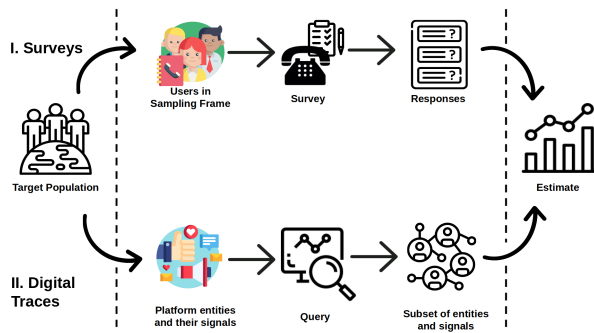 I. Surveys
Users in
Sampling Frame
Survey
Responses
?
?
?
Target Population
Estimate
II. Digital
Traces
Platform entities
and their signals
Query
Subset of entities
and signals